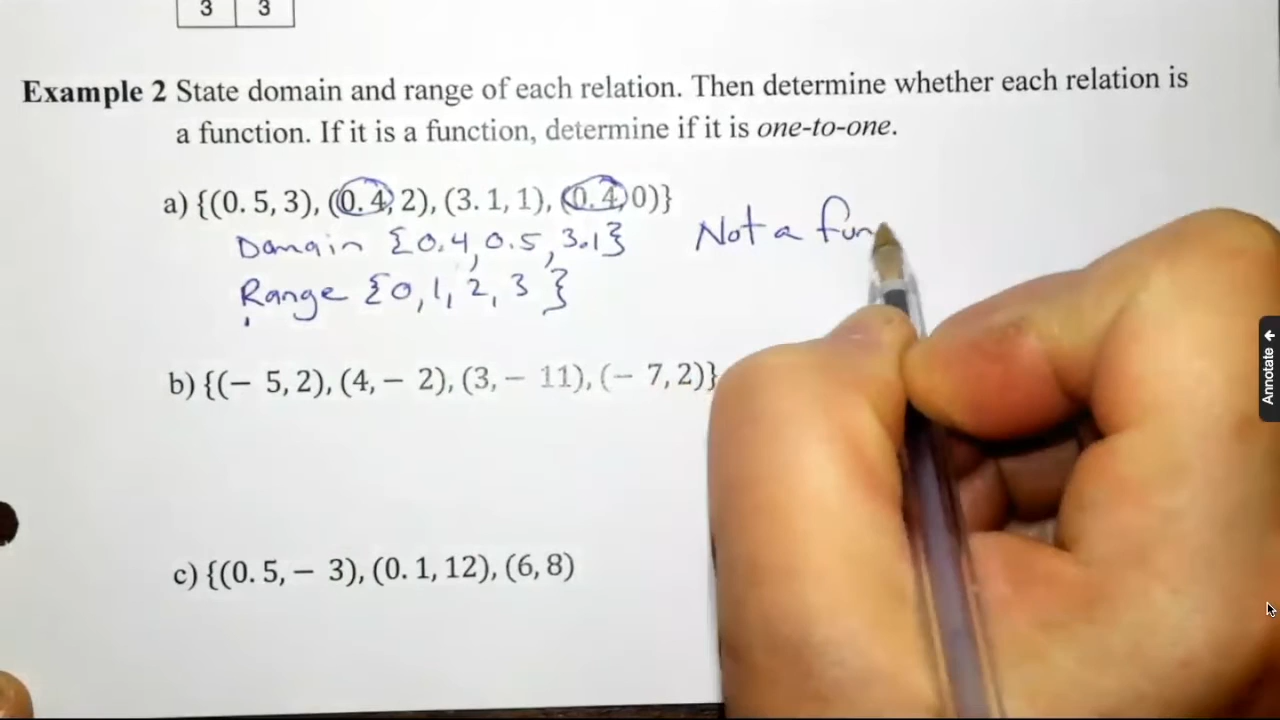 3 3
Example 2 State domain and range of each relation. Then determine whether each relation is
a function. If it is a function, determine if it is one-to-one.
a) {(0. 5, 3), (0. 4, 2), (3. 1, 1), (0. 4, 0)}
Domain {0.4, 0.5, 3.1} Not a fun
Range {0, 1, 2, 3 }
b) {(− 5, 2), (4, − 2), (3, − 11), (− 7, 2)}
c) {(0. 5, − 3), (0. 1, 12), (6, 8)
Annotate